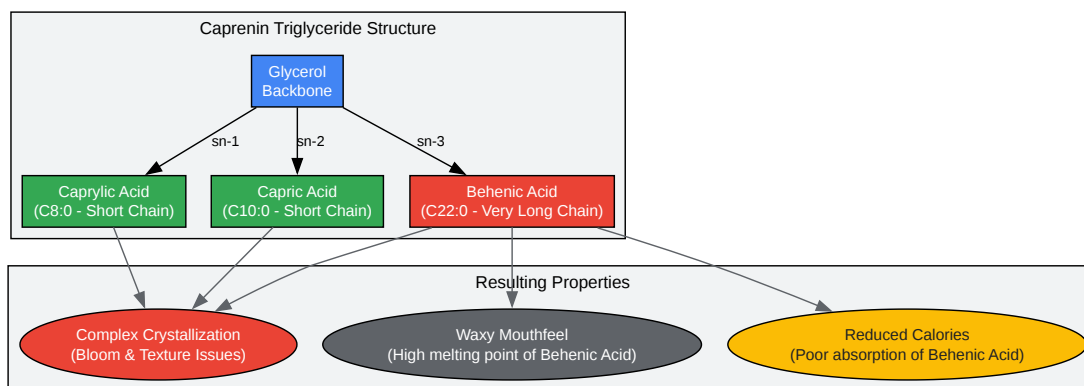 Caprenin Triglyceride Structure
Glycerol
Backbone
sn-1
sn-2
sn-3
Caprylic Acid
(C8:0 - Short Chain)
Capric Acid
(C10:0 - Short Chain)
Behenic Acid
(C22:0 - Very Long Chain)
Resulting Properties
Complex Crystallization
(Bloom & Texture Issues)
Waxy Mouthfeel
(High melting point of Behenic Acid)
Reduced Calories
(Poor absorption of Behenic Acid)